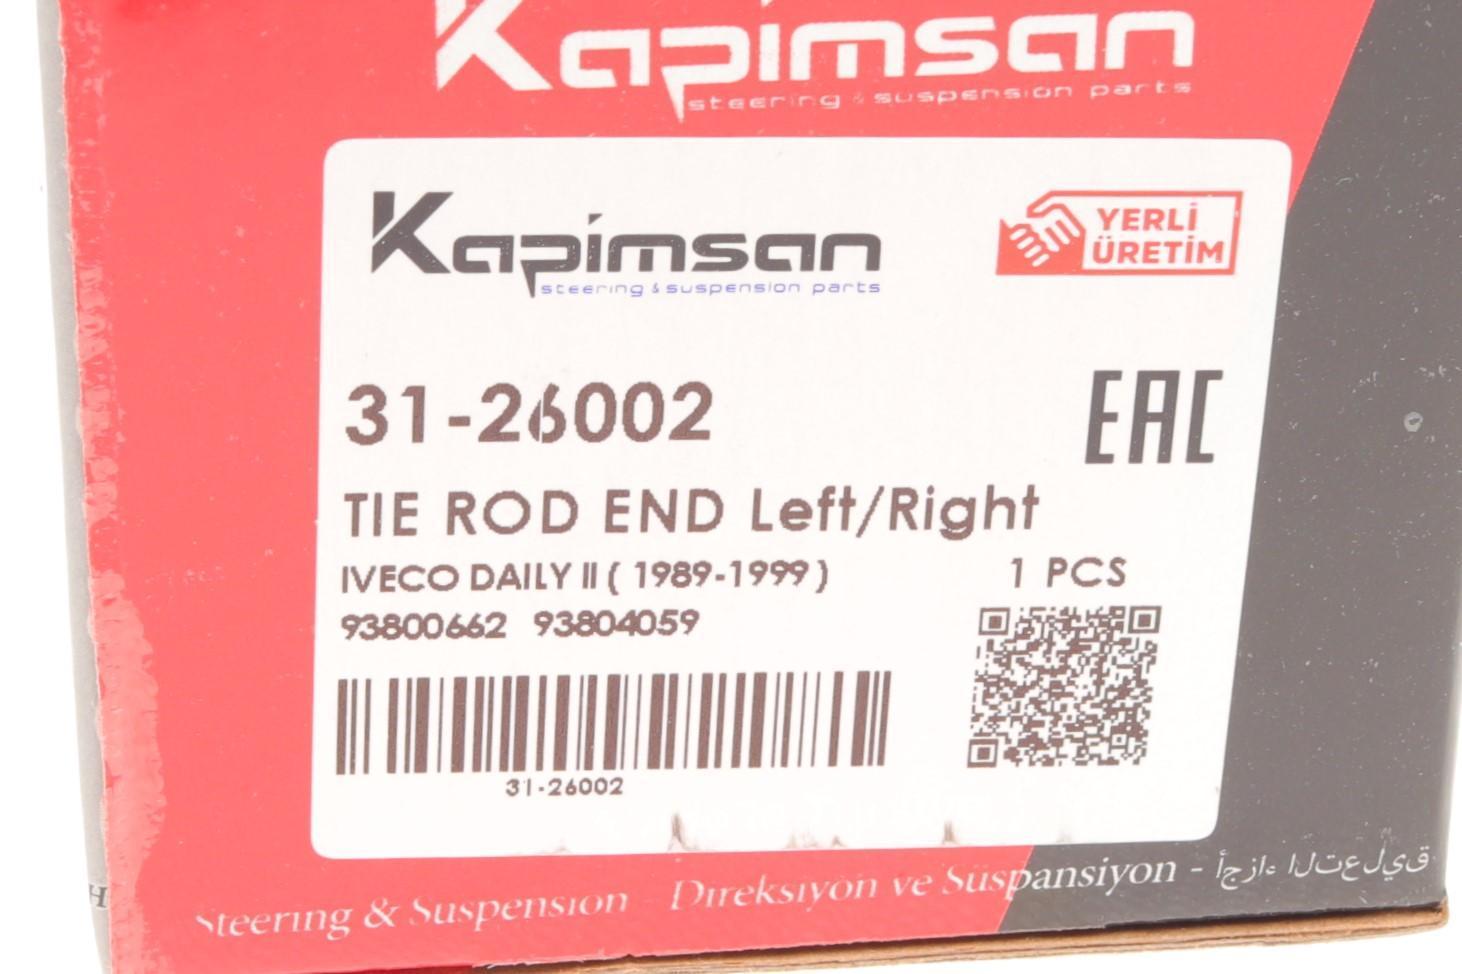 Kapimsan
steering & suspension parts
Kapimsan
steering & suspension parts
YERLİ
ÜRETİM
31-26002
EAC
TIE ROD END Left/Right
IVECO DAILY II ( 1989-1999 )
1 PCS
93800662 93804059
31-26002
Steering & Suspension - Direksiyon ve Süspansiyon - أجزاء التعليق
H